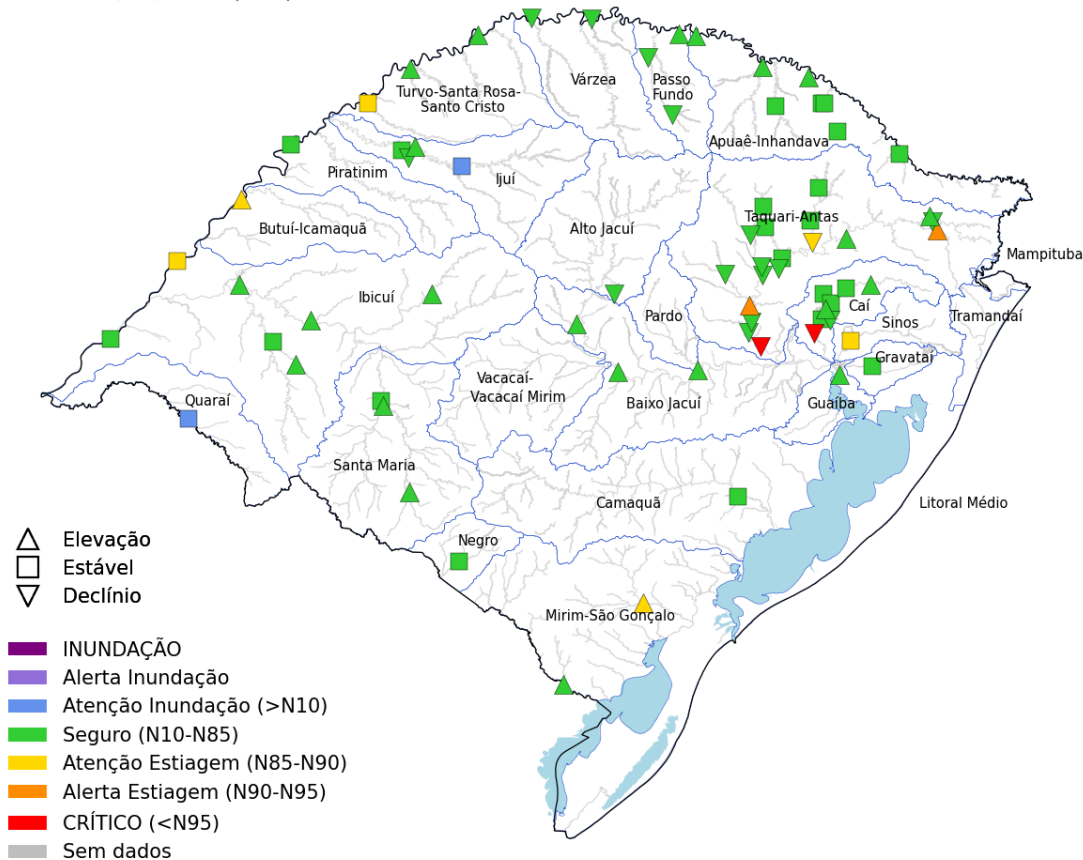 Várzea
Passo
Fundo
Turvo-Santa Rosa-
Santo Cristo
Apuaê-Inhandava
Piratinim
Ijuí
Butuí-Icamaquã
Alto Jacuí
Taquari-Antas
Mampituba
Ibicuí
Pardo
Caí
Sinos
Tramandaí
Gravataí
Quaraí
Vacacaí-
Vacacaí Mirim
Baixo Jacuí
Guaíba
Santa Maria
Camaquã
Litoral Médio
Negro
Mirim-São Gonçalo
Elevação
Estável
Declínio
INUNDAÇÃO
Alerta Inundação
Atenção Inundação (>N10)
Seguro (N10-N85)
Atenção Estiagem (N85-N90)
Alerta Estiagem (N90-N95)
CRÍTICO (<N95)
Sem dados